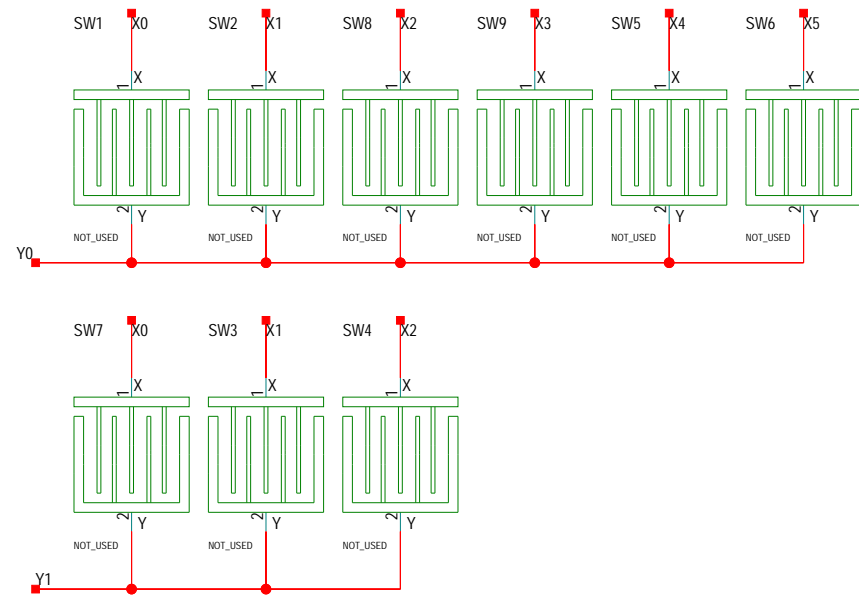 SW1 X0 SW2 X1 SW8 X2 SW9 X3 SW5 X4 SW6 X5
1 X 1 X 1 X 1 X 1 X 1 X
2 Y 2 Y 2 Y 2 Y 2 Y 2 Y
NOT_USED NOT_USED NOT_USED NOT_USED NOT_USED NOT_USED
Y0
SW7 X0 SW3 X1 SW4 X2
1 X 1 X 1 X
2 Y 2 Y 2 Y
NOT_USED NOT_USED NOT_USED
Y1